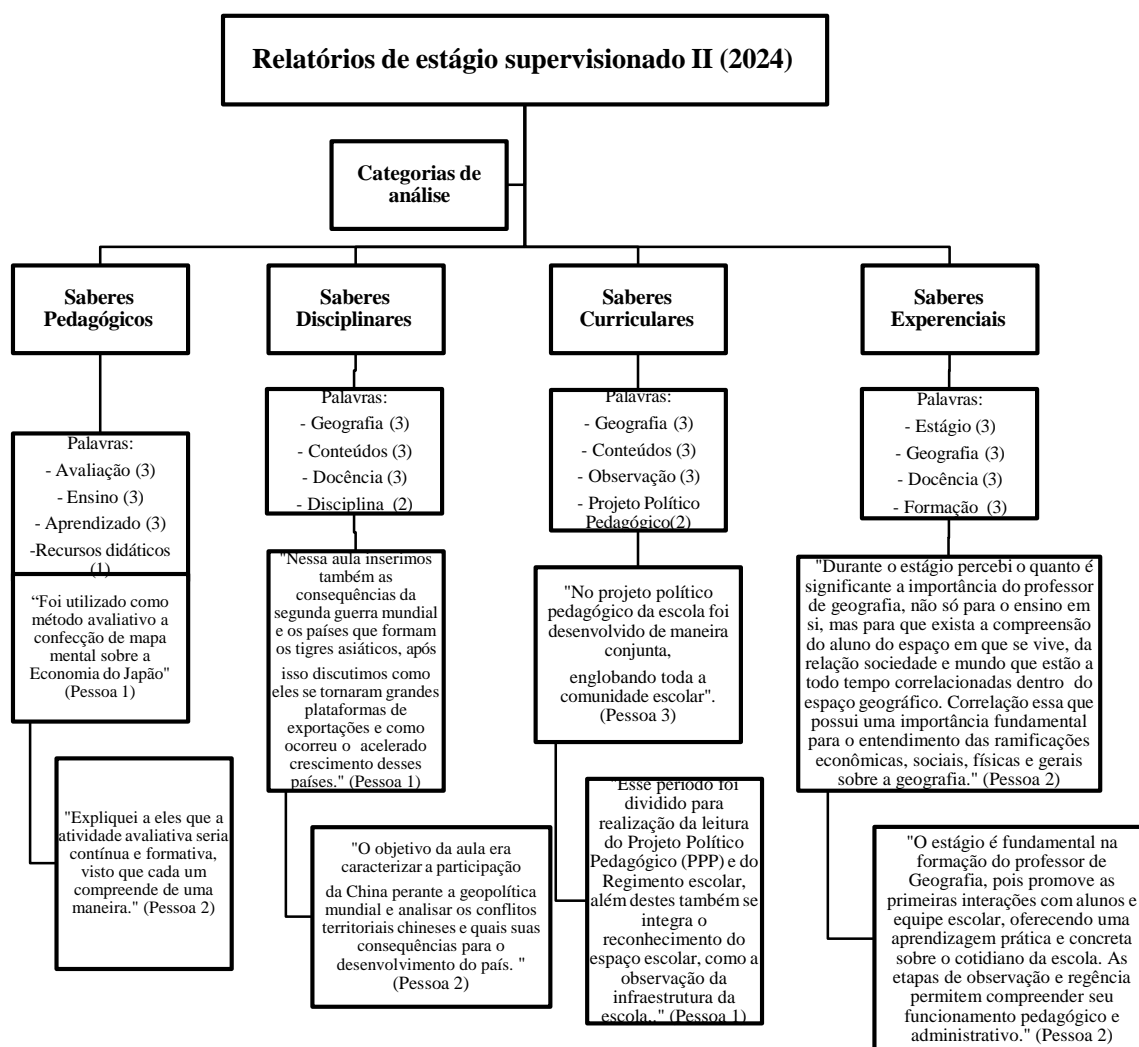 Relatórios de estágio supervisionado II (2024)
Categorias de
análise
Saberes
Pedagógicos
Palavras:
- Avaliação (3)
- Ensino (3)
- Aprendizado (3)
-Recursos didáticos
(1)
“Foi utilizado como
método avaliativo a
confecção de mapa
mental sobre a
Economia do Japão"
(Pessoa 1)
"Expliquei a eles que a
atividade avaliativa seria
contínua e formativa,
visto que cada um
compreende de uma
maneira." (Pessoa 2)
Saberes
Disciplinares
Palavras:
- Geografia (3)
- Conteúdos (3)
- Docência (3)
- Disciplina (2)
"Nessa aula inserimos
também as
consequências da
segunda guerra mundial
e os países que formam
os tigres asiáticos, após
isso discutimos como
eles se tornaram grandes
plataformas de
exportações e como
ocorreu o acelerado
crescimento desses
países." (Pessoa 1)
"O objetivo da aula era
caracterizar a participação
da China perante a geopolítica
mundial e analisar os conflitos
territoriais chineses e quais suas
consequências para o
desenvolvimento do país. "
(Pessoa 2)
Saberes
Curriculares
Palavras:
- Geografia (3)
- Conteúdos (3)
- Observação (3)
- Projeto Político
Pedagógico(2)
"No projeto político
pedagógico da escola foi
desenvolvido de maneira
conjunta,
englobando toda a
comunidade escolar".
(Pessoa 3)
"Esse período foi
dividido para
realização da leitura
do Projeto Político
Pedagógico (PPP) e do
Regimento escolar,
além destes também se
integra o
reconhecimento do
espaço escolar, como a
observação da
infraestrutura da
escola.." (Pessoa 1)
Saberes
Experenciais
Palavras:
- Estágio (3)
- Geografia (3)
- Docência (3)
- Formação (3)
"Durante o estágio percebi o quanto é
significante a importância do professor
de geografia, não só para o ensino em
si, mas para que exista a compreensão
do aluno do espaço em que se vive, da
relação sociedade e mundo que estão a
todo tempo correlacionadas dentro do
espaço geográfico. Correlação essa que
possui uma importância fundamental
para o entendimento das ramificações
econômicas, sociais, físicas e gerais
sobre a geografia." (Pessoa 2)
"O estágio é fundamental na
formação do professor de
Geografia, pois promove as
primeiras interações com alunos e
equipe escolar, oferecendo uma
aprendizagem prática e concreta
sobre o cotidiano da escola. As
etapas de observação e regência
permitem compreender seu
funcionamento pedagógico e
administrativo." (Pessoa 2)